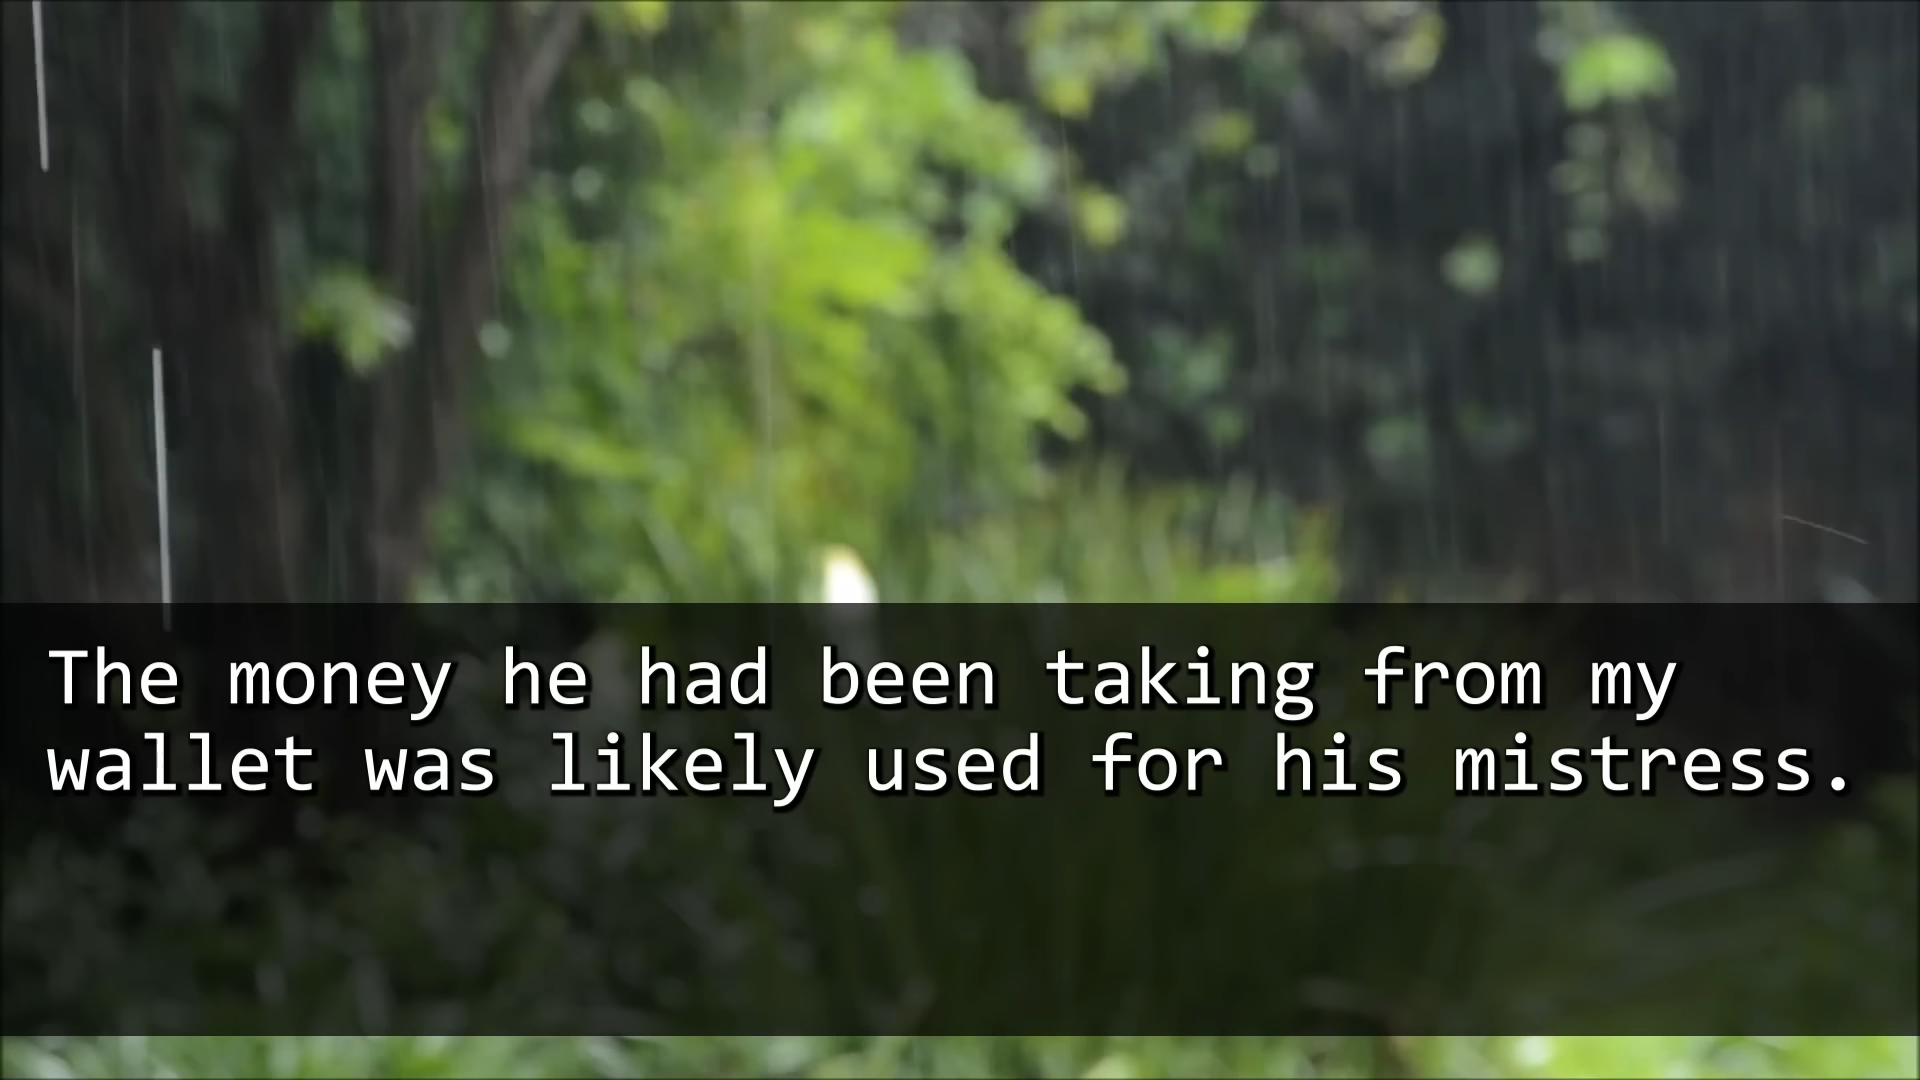 The money he had been taking from my
wallet was likely used for his mistress.